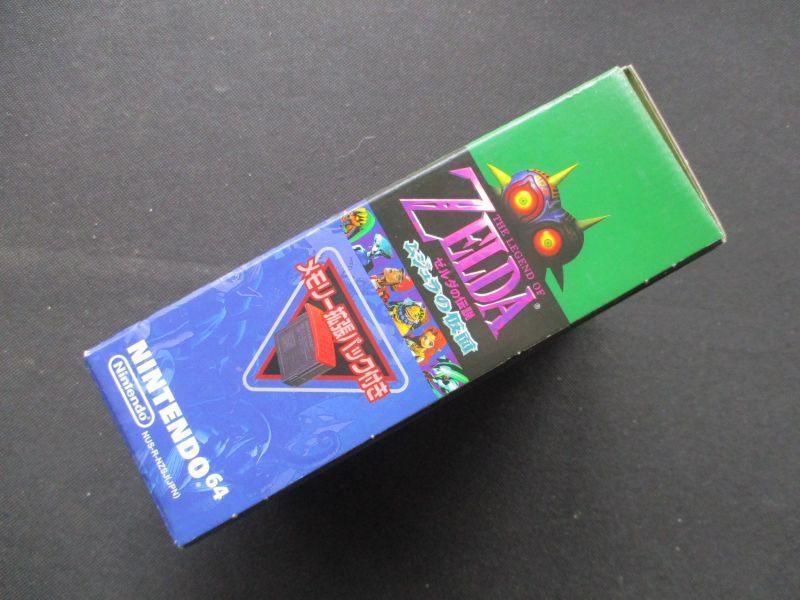 THE LEGEND OF
ZELDA®
ゼルダの伝説
ムジュラの仮面
メモリー拡張パック付き
NINTENDO64
Nintendo
NUS-R-NZSJ(JPN)